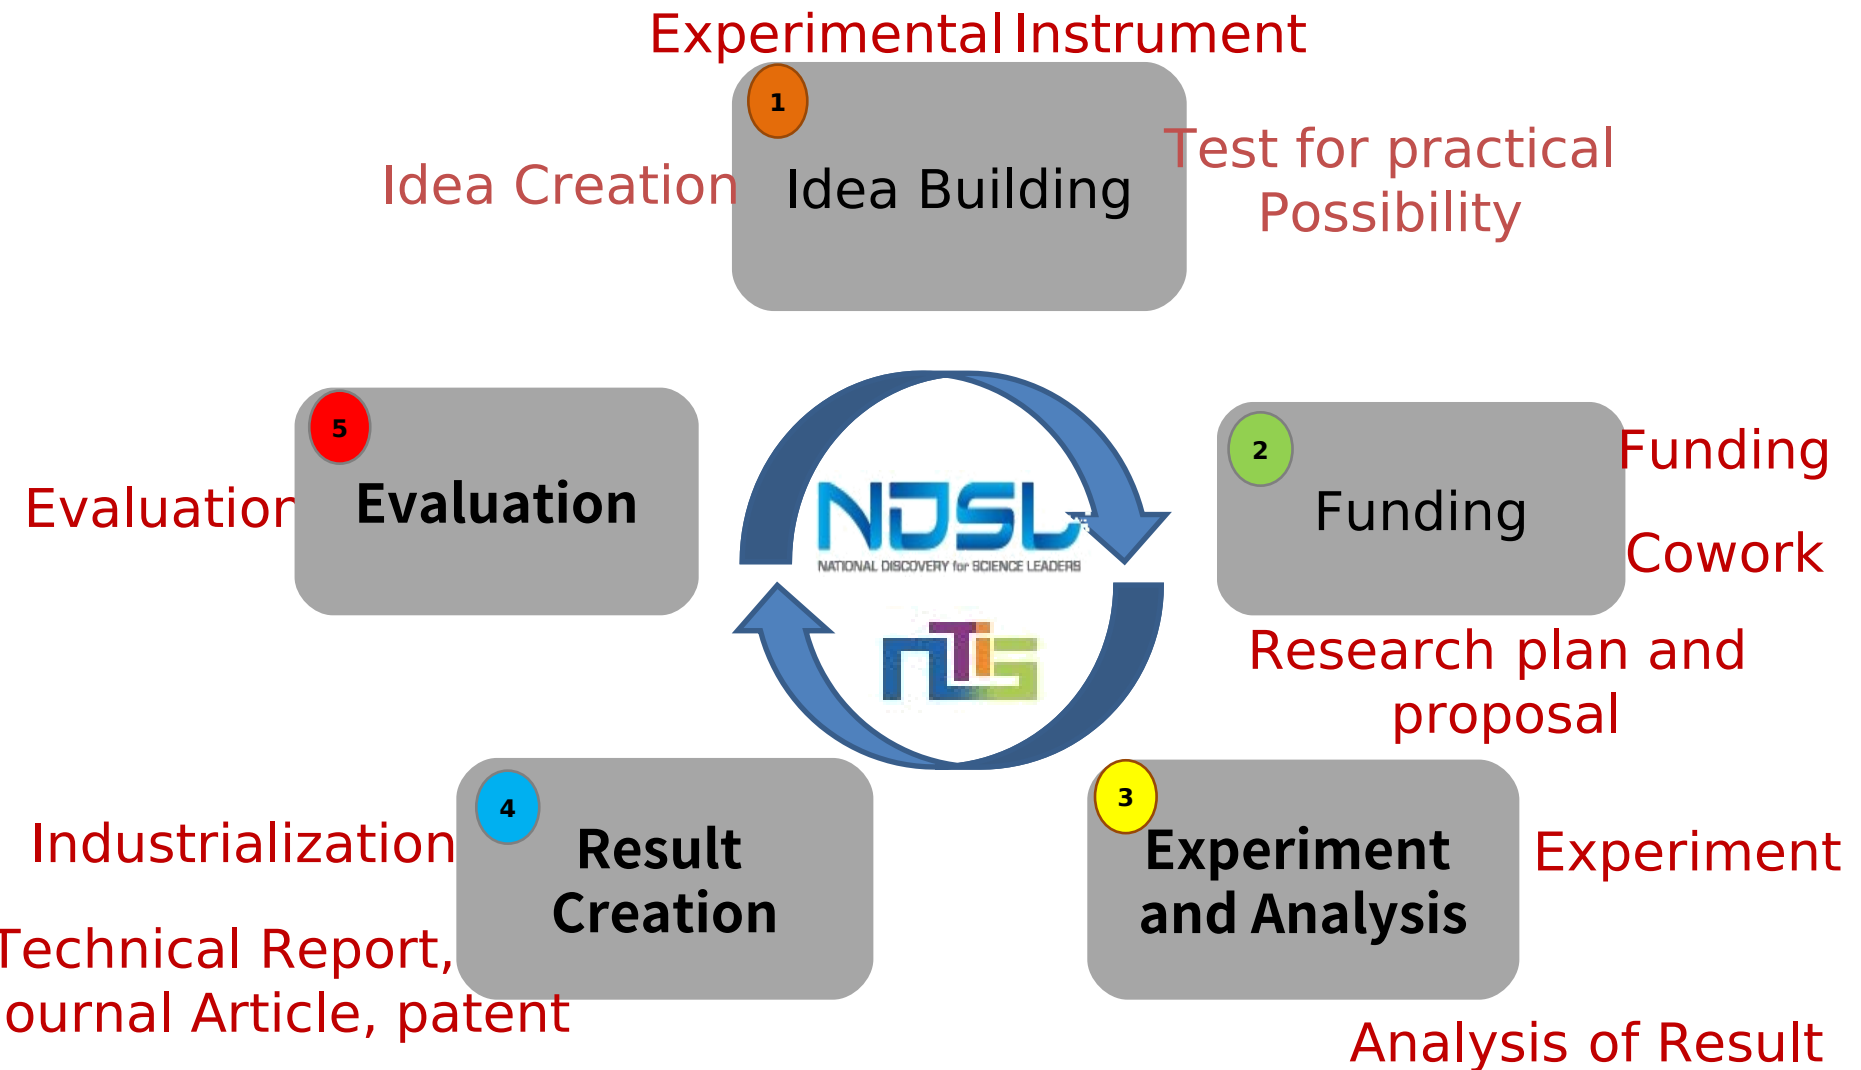 Experimental Instrument
1
Idea Creation
Idea Building
Test for practical
Possibility
5
Evaluation
Evaluation
2
Funding
Funding
Cowork
Research plan and
proposal
NDSL
NATIONAL DISCOVERY for SCIENCE LEADERS
nTis
4
Result
Creation
Industrialization
Technical Report,
ournal Article, patent
3
Experiment
and Analysis
Experiment
Analysis of Result